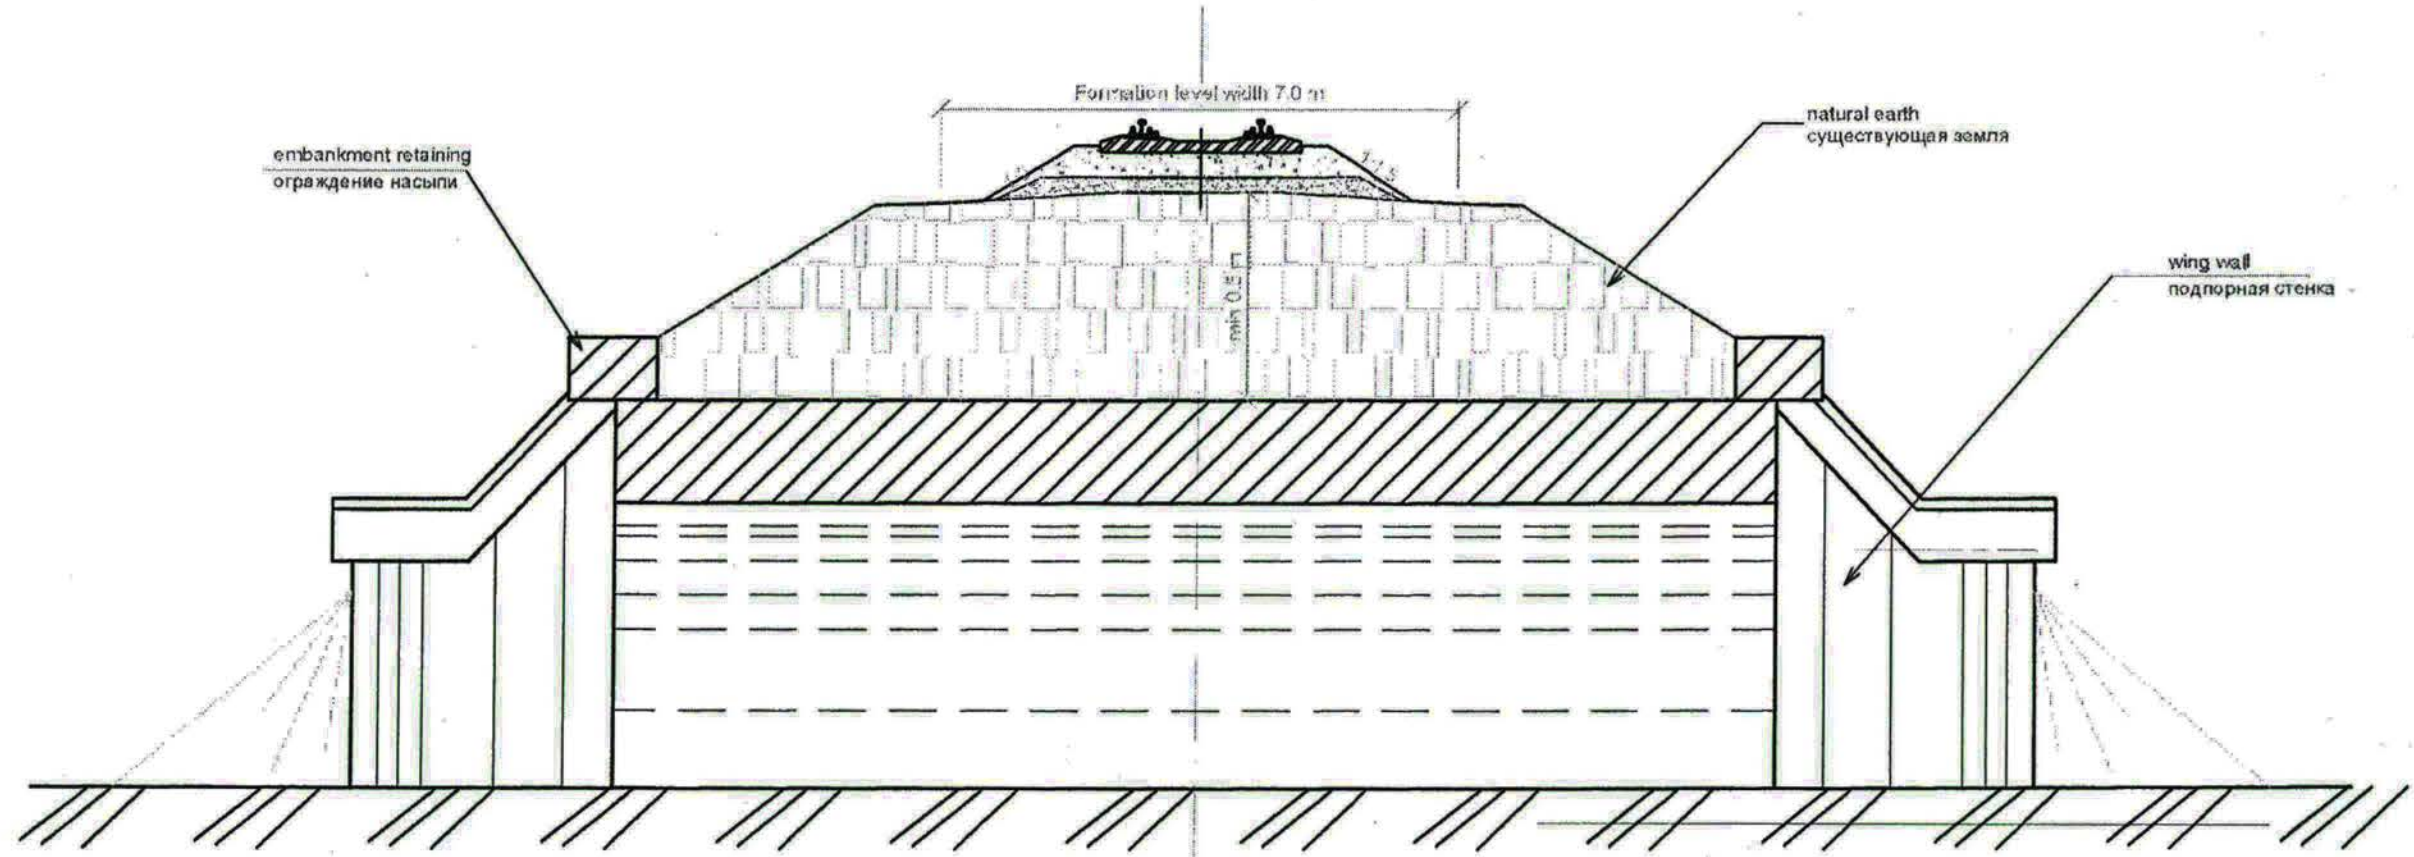 Formation level width 7.0 m
natural earth
существующая земля
embankment retaining
ограждение насыпи
wing wall
подпорная стенка
min 0.5